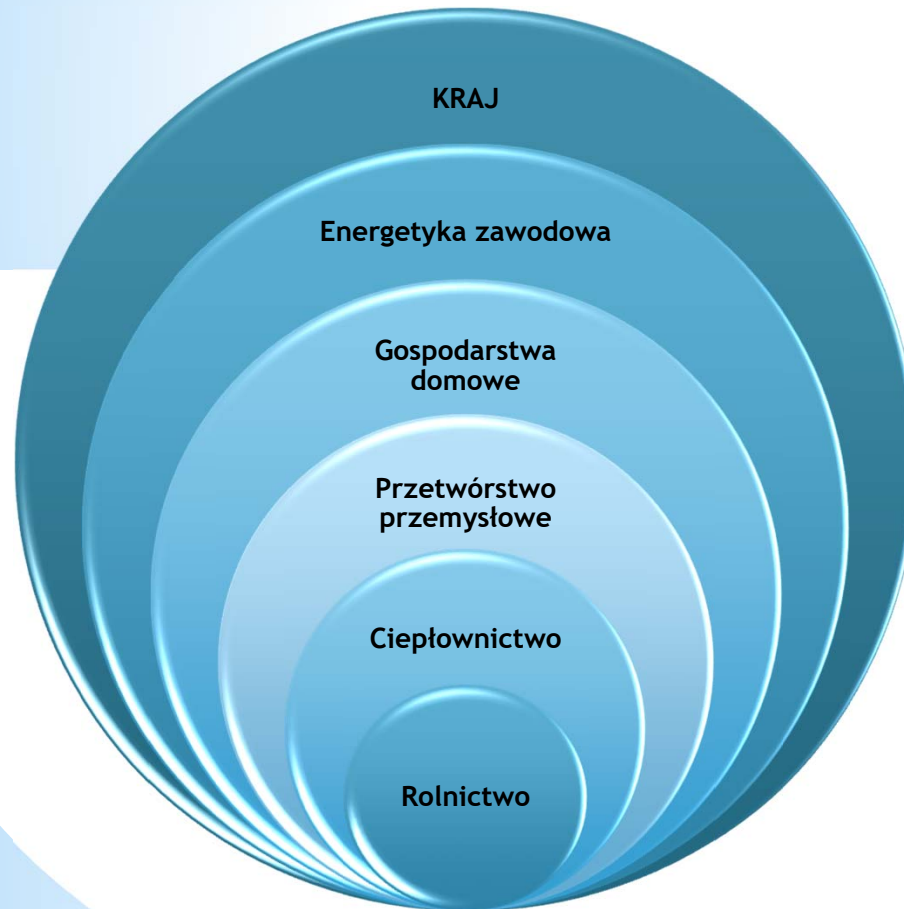 KRAJ
Energetyka zawodowa
Gospodarstwa
domowe
Przetwórstwo
przemysłowe
Ciepłownictwo
Rolnictwo